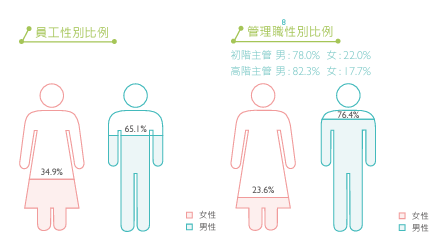 員工性別比例
34.9%
65.1%
女性
男性
管理職性別比例
8
初階主管 男：78.0% 女：22.0%
高階主管 男：82.3% 女：17.7%
23.6%
76.4%
女性
男性